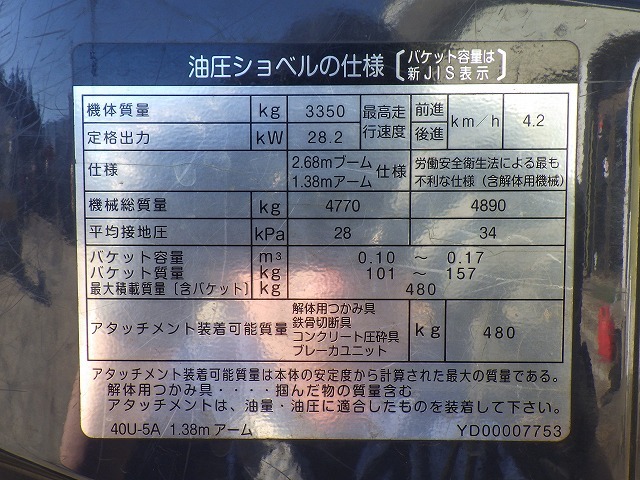 油圧ショベルの仕様〔バケット容量は
新JIS表示〕
機体質量 kg 3350 最高走行速度 前進 後進 km/h 4.2
定格出力 kW 28.2
仕様 2.68mブーム 1.38mアーム 仕様 労働安全衛生法による最も
不利な仕様(含解体用機械)
機械総質量 kg 4770 4890
平均接地圧 kPa 28 34
バケット容量 m³ 0.10 ~ 0.17
バケット質量 kg 101 ~ 157
最大積載質量〔含バケット〕 kg 480
アタッチメント装着可能質量 解体用つかみ具
鉄骨切断具
コンクリート圧砕具
ブレーカユニット
kg 480
アタッチメント装着可能質量は本体の安定度から計算された最大の質量である。
解体用つかみ具・・・・掴んだ物の質量含む
アタッチメントは、油量・油圧に適合したものを装着して下さい。
40U-5A 1.38m アーム YD00007753